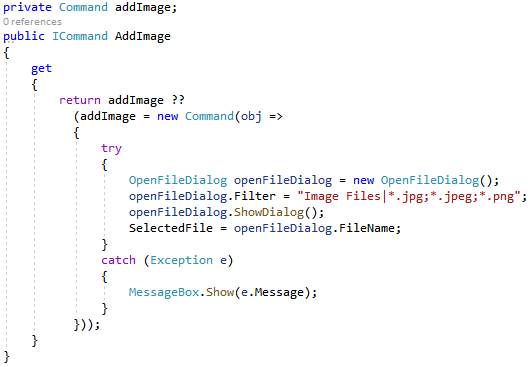 private Command addImage;
0 references
public ICommand AddImage
{
    get
    {
        return addImage ??
          (addImage = new Command(obj =>
          {
              try
              {
                  OpenFileDialog openFileDialog = new OpenFileDialog();
                  openFileDialog.Filter = "Image Files|*.jpg;*.jpeg;*.png";
                  openFileDialog.ShowDialog();
                  SelectedFile = openFileDialog.FileName;
              }
              catch (Exception e)
              {
                  MessageBox.Show(e.Message);
              }
          }));
    }
}